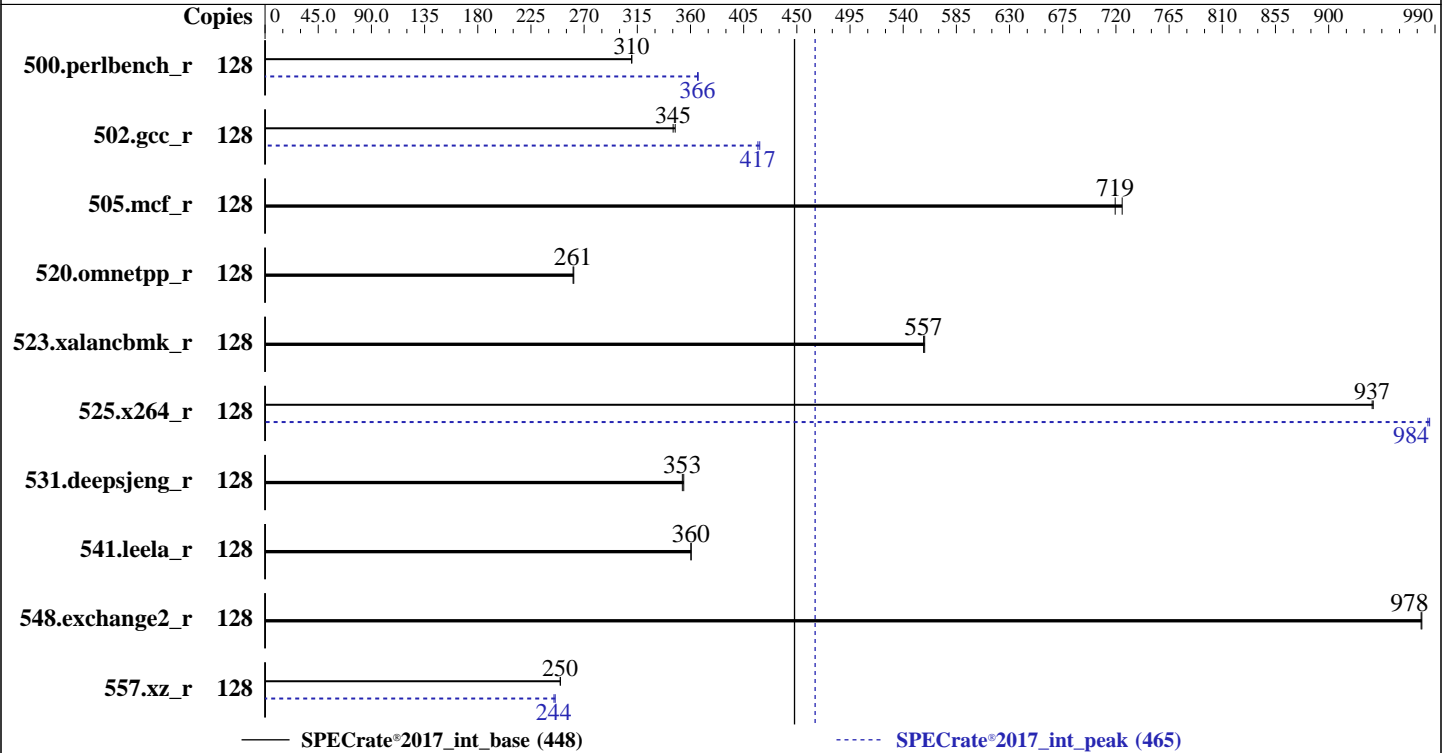 Copies 0 45.0 90.0 135 180 225 270 315 360 405 450 495 540 585 630 675 720 765 810 855 900 990
310
500.perlbench_r 128
366
345
502.gcc_r 128
417
719
505.mcf_r 128
261
520.omnetpp_r 128
557
523.xalancbmk_r 128
937
525.x264_r 128
984
353
531.deepsjeng_r 128
360
541.leela_r 128
978
548.exchange2_r 128
250
557.xz_r 128
244
SPECrate®2017_int_base (448) SPECrate®2017_int_peak (465)